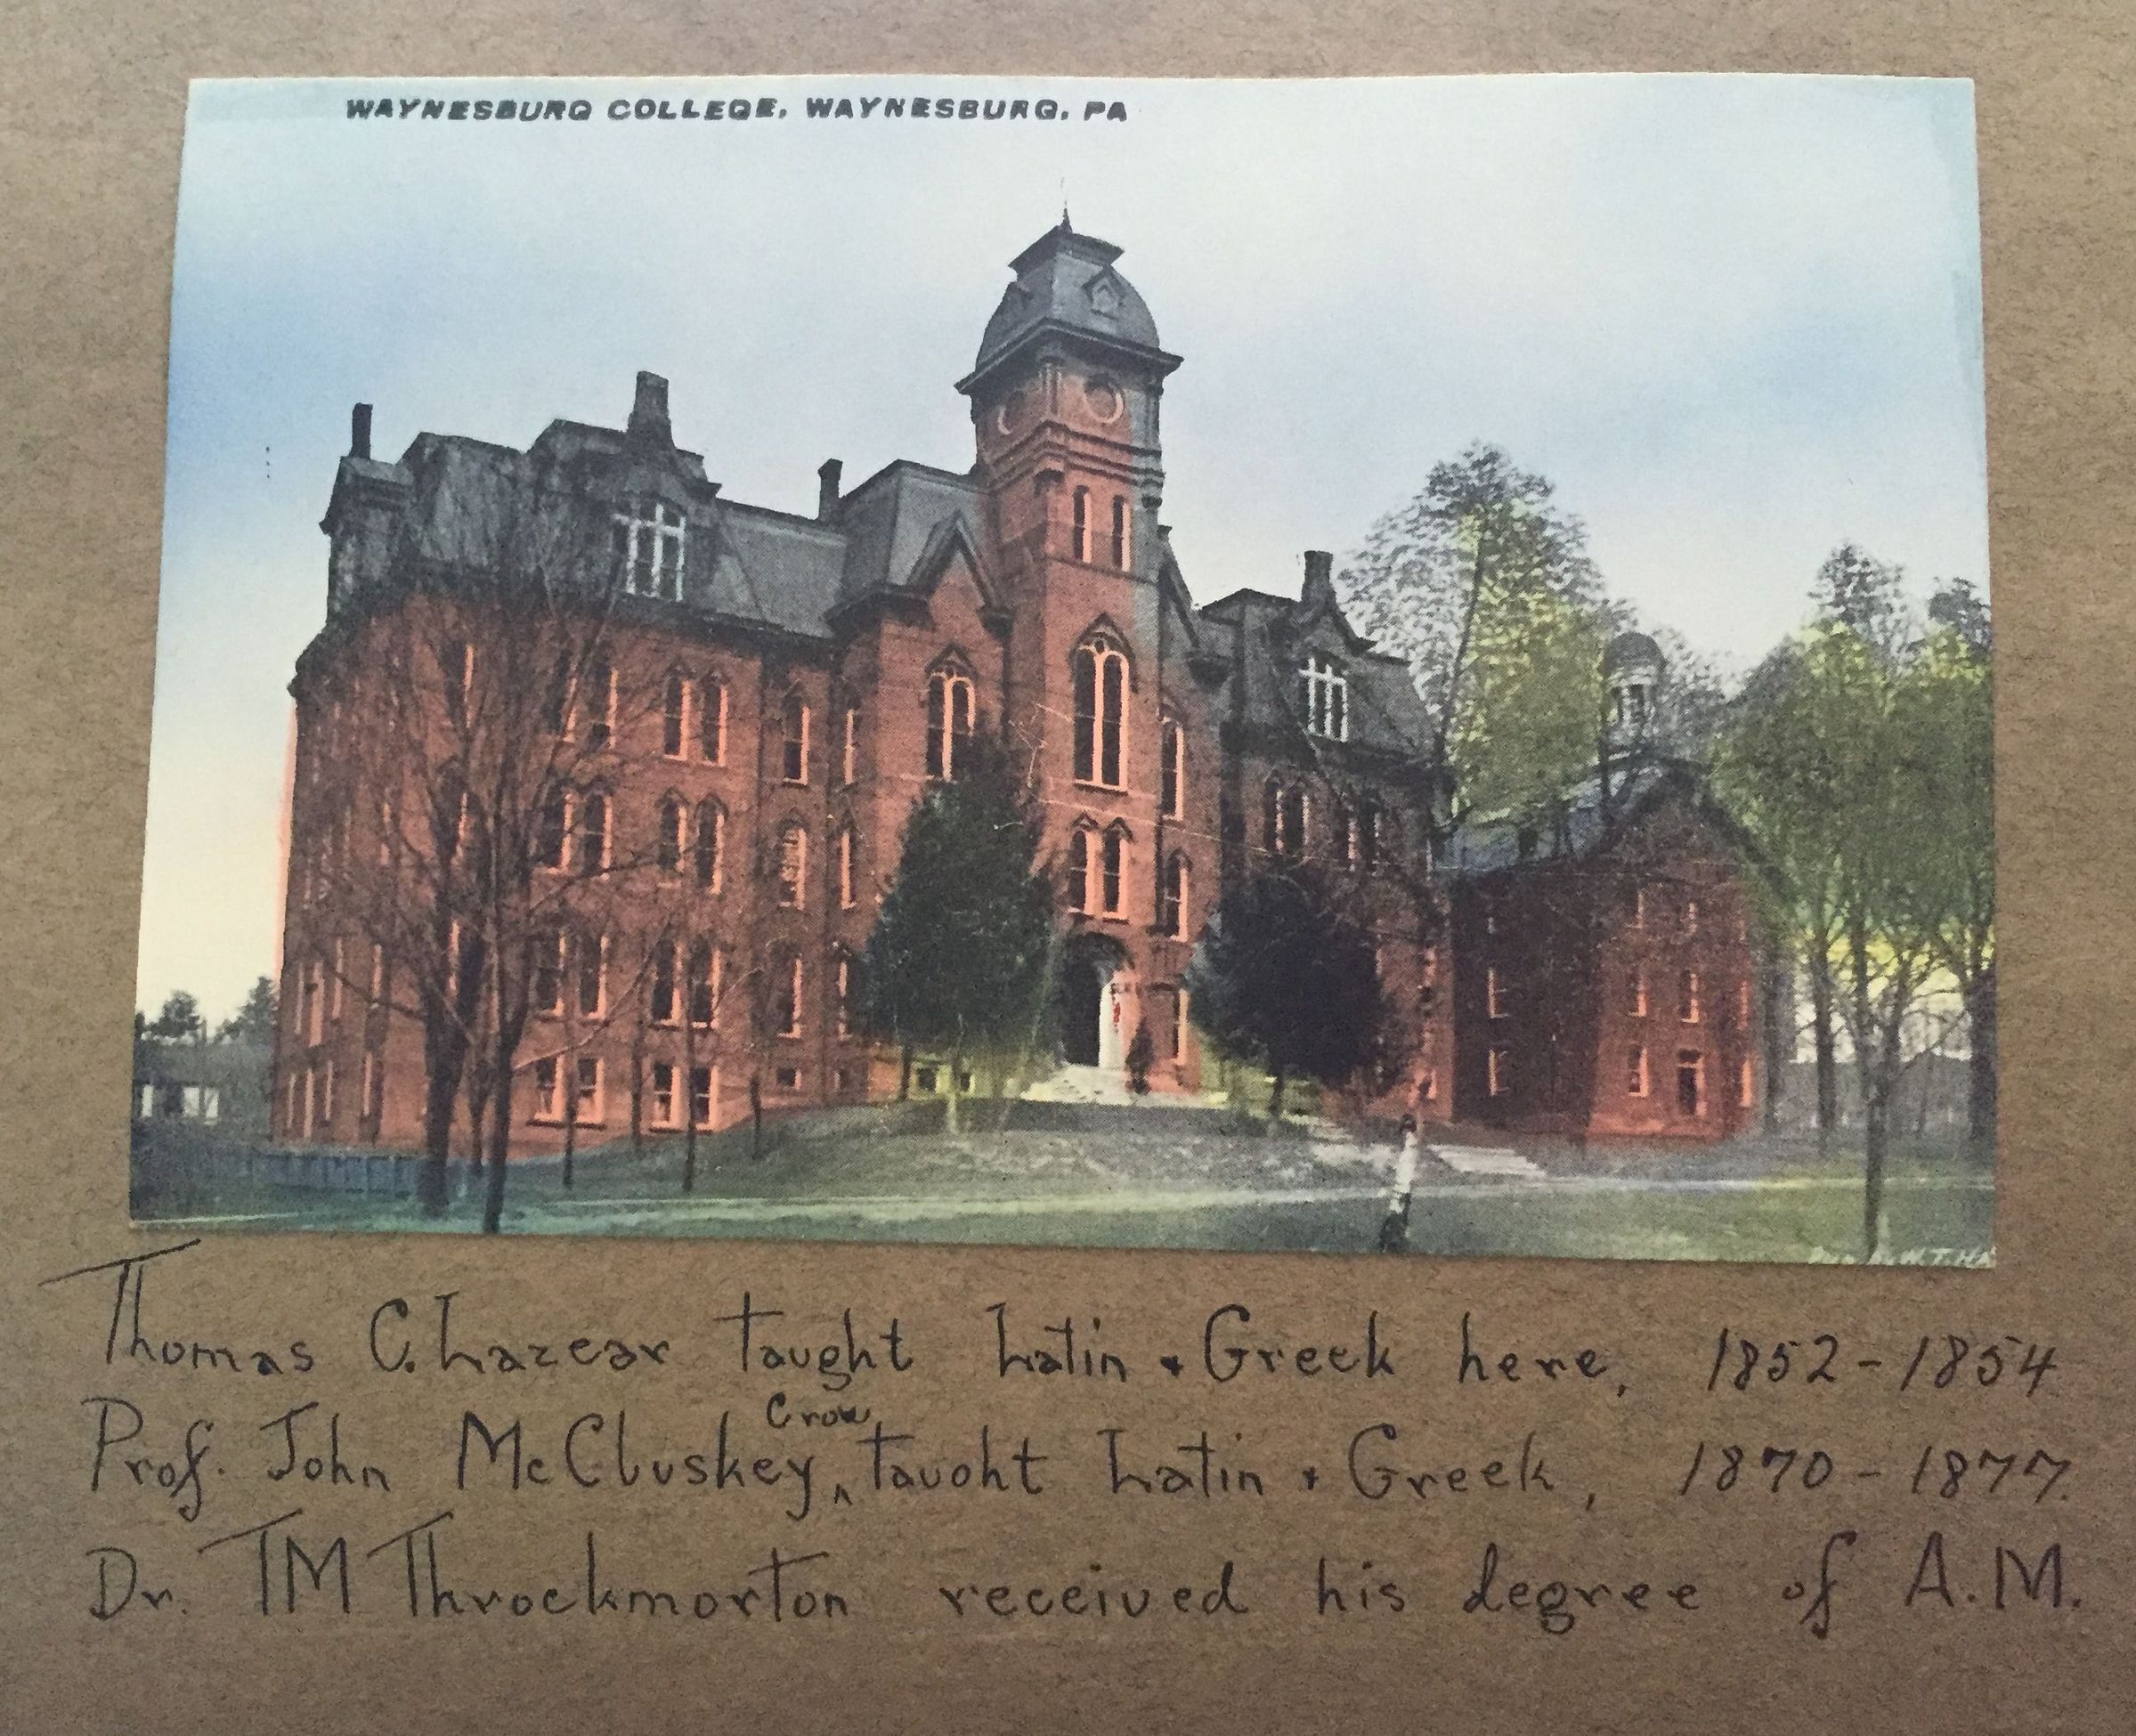 WAYNESBURG COLLEGE, WAYNESBURG, PA
Thomas C. Lazear taught Latin & Greek here, 1852-1854
Prof. John McCluskey Crow taught Latin & Greek, 1870-1877.
Dr. TM Throckmorton received his degree of A.M.